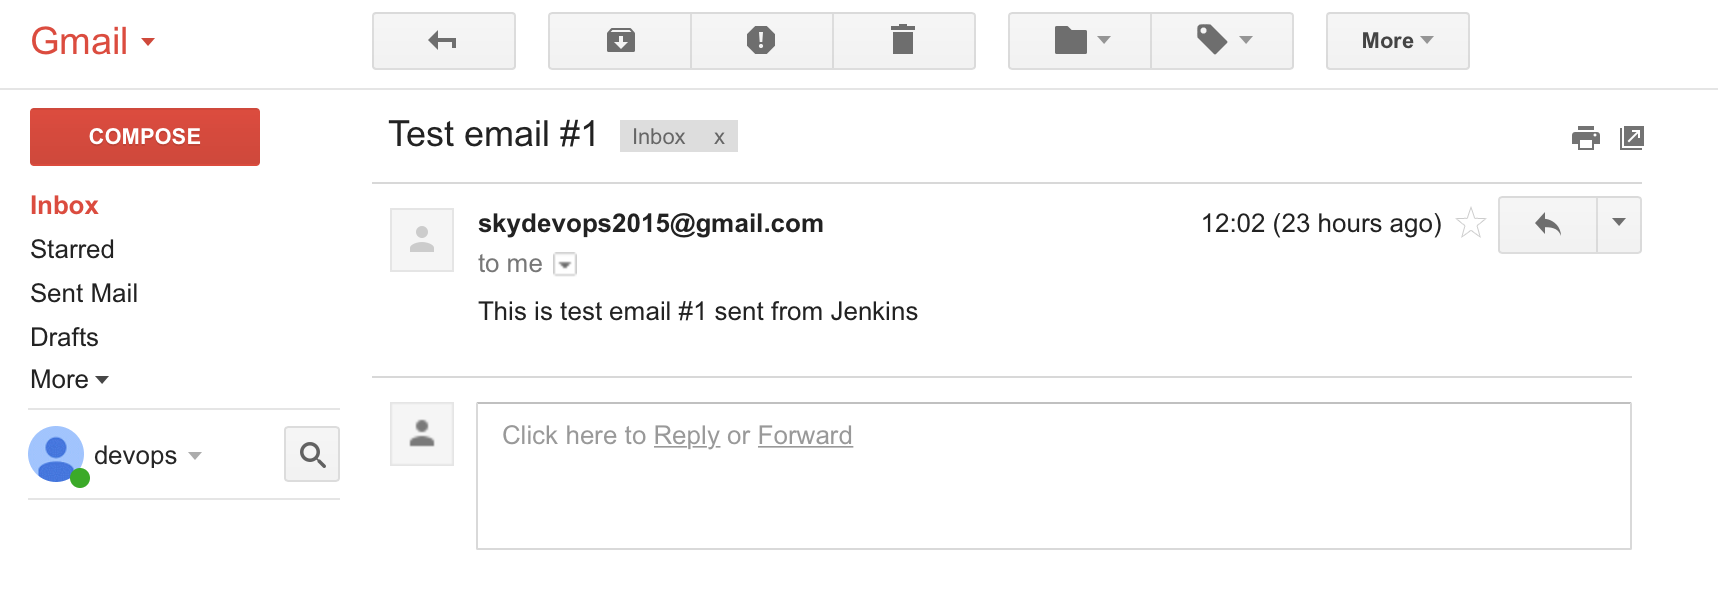 Gmail
More
COMPOSE
Inbox
Starred
Sent Mail
Drafts
More
devops
Test email #1 Inbox x
skydevops2015@gmail.com 12:02 (23 hours ago)
to me
This is test email #1 sent from Jenkins
Click here to Reply or Forward